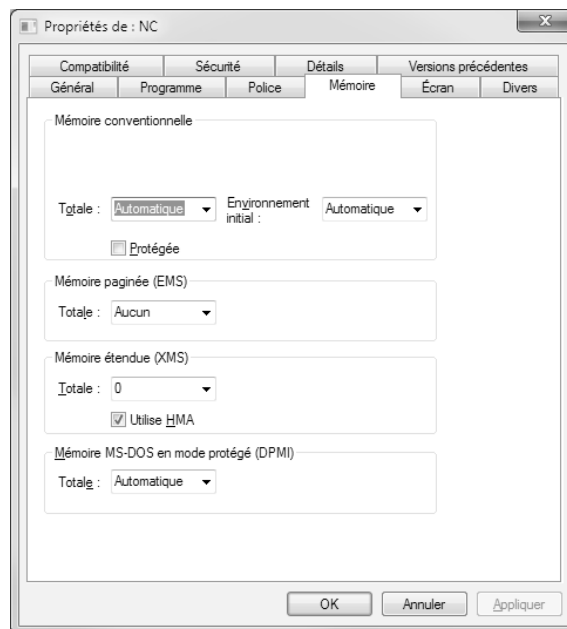 Propriétés de : NC
Compatibilité Sécurité Détails Versions précédentes
Général Programme Police Mémoire Écran Divers
Mémoire conventionnelle
Totale : Automatique Environnement initial : Automatique
Protégée
Mémoire paginée (EMS)
Totale : Aucun
Mémoire étendue (XMS)
Totale : 0
Utilise HMA
Mémoire MS-DOS en mode protégé (DPMI)
Totale : Automatique
OK Annuler Appliquer